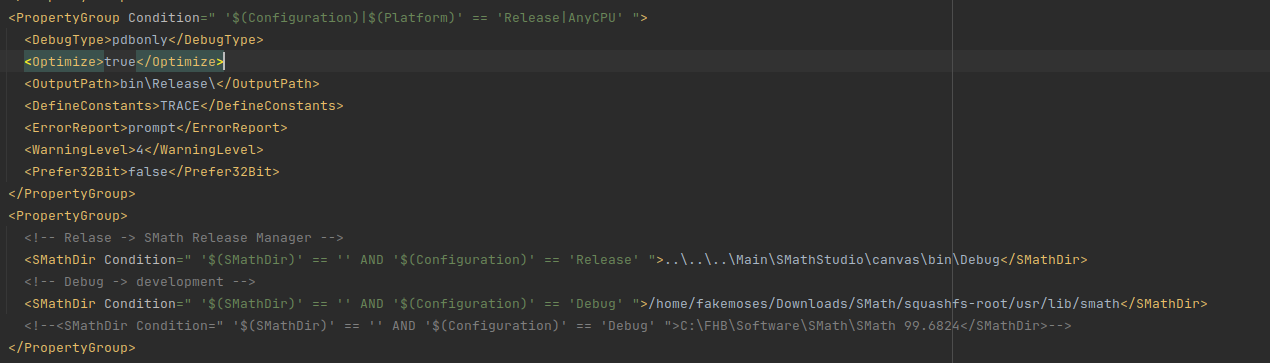 <PropertyGroup Condition=" '$(Configuration)|$(Platform)' == 'Release|AnyCPU' ">
<DebugType>pdbonly</DebugType>
<Optimize>true</Optimize>
<OutputPath>bin\Release\</OutputPath>
<DefineConstants>TRACE</DefineConstants>
<ErrorReport>prompt</ErrorReport>
<WarningLevel>4</WarningLevel>
<Prefer32Bit>false</Prefer32Bit>
</PropertyGroup>
<PropertyGroup>
<!-- Relase -> SMath Release Manager -->
<SMathDir Condition=" '$(SMathDir)' == '' AND '$(Configuration)' == 'Release' ">..\..\..\Main\SMathStudio\canvas\bin\Debug</SMathDir>
<!-- Debug -> development -->
<SMathDir Condition=" '$(SMathDir)' == '' AND '$(Configuration)' == 'Debug' ">/home/fakemoses/Downloads/SMath/squashfs-root/usr/lib/smath</SMathDir>
<!--<SMathDir Condition=" '$(SMathDir)' == '' AND '$(Configuration)' == 'Debug' ">C:\FHB\Software\SMath\SMath 99.6824</SMathDir>-->
</PropertyGroup>